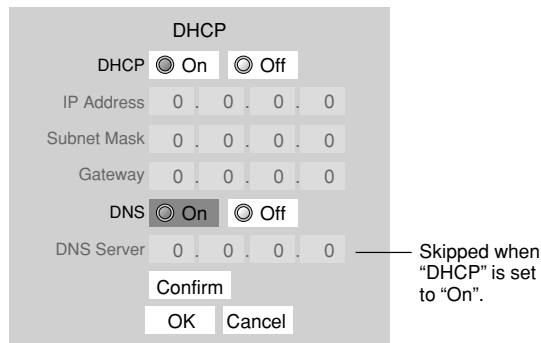 DHCP
DHCP On Off
IP Address 0 . 0 . 0 . 0
Subnet Mask 0 . 0 . 0 . 0
Gateway 0 . 0 . 0 . 0
DNS On Off
DNS Server 0 . 0 . 0 . 0
Skipped when
“DHCP” is set
to “On”.
Confirm
OK Cancel